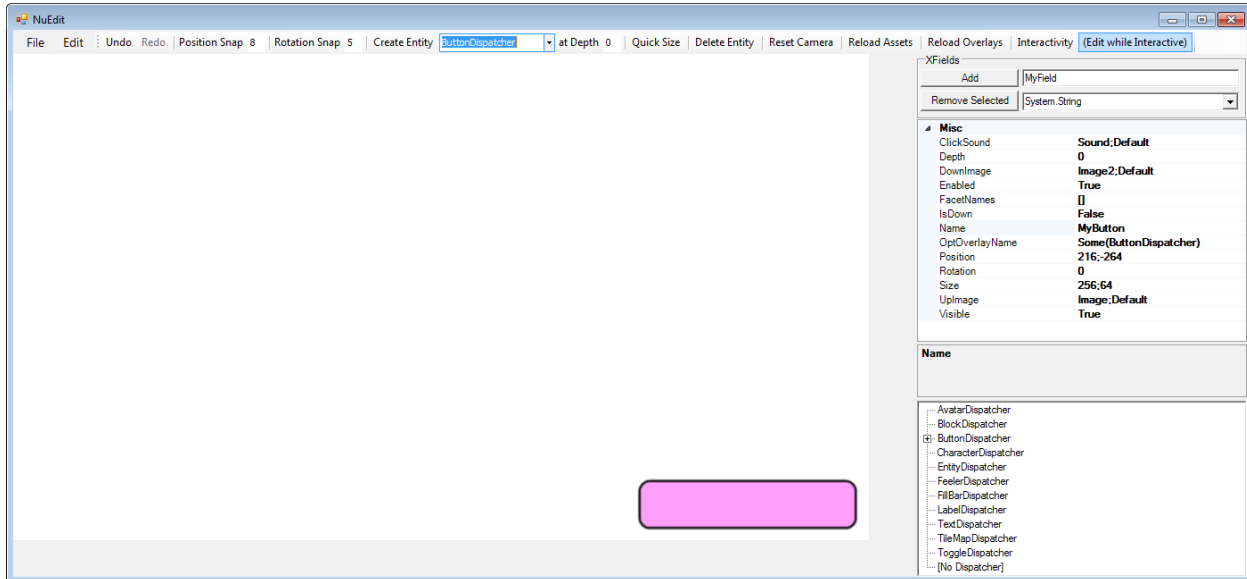 NuEdit
File Edit Undo Redo Position Snap 8 Rotation Snap 5 Create Entity ButtonDispatcher at Depth 0 Quick Size Delete Entity Reset Camera Reload Assets Reload Overlays Interactivity (Edit while Interactive)
XFields
Add MyField
Remove Selected System.String
Misc
ClickSound Sound;Default
Depth 0
DownImage Image2;Default
Enabled True
FacetNames []
IsDown False
Name MyButton
OptOverlayName Some(ButtonDispatcher)
Position 216;-264
Rotation 0
Size 256;64
UpImage Image;Default
Visible True
Name
AvatarDispatcher
BlockDispatcher
ButtonDispatcher
CharacterDispatcher
EntityDispatcher
FeelerDispatcher
FillBarDispatcher
LabelDispatcher
TextDispatcher
TileMapDispatcher
ToggleDispatcher
[No Dispatcher]